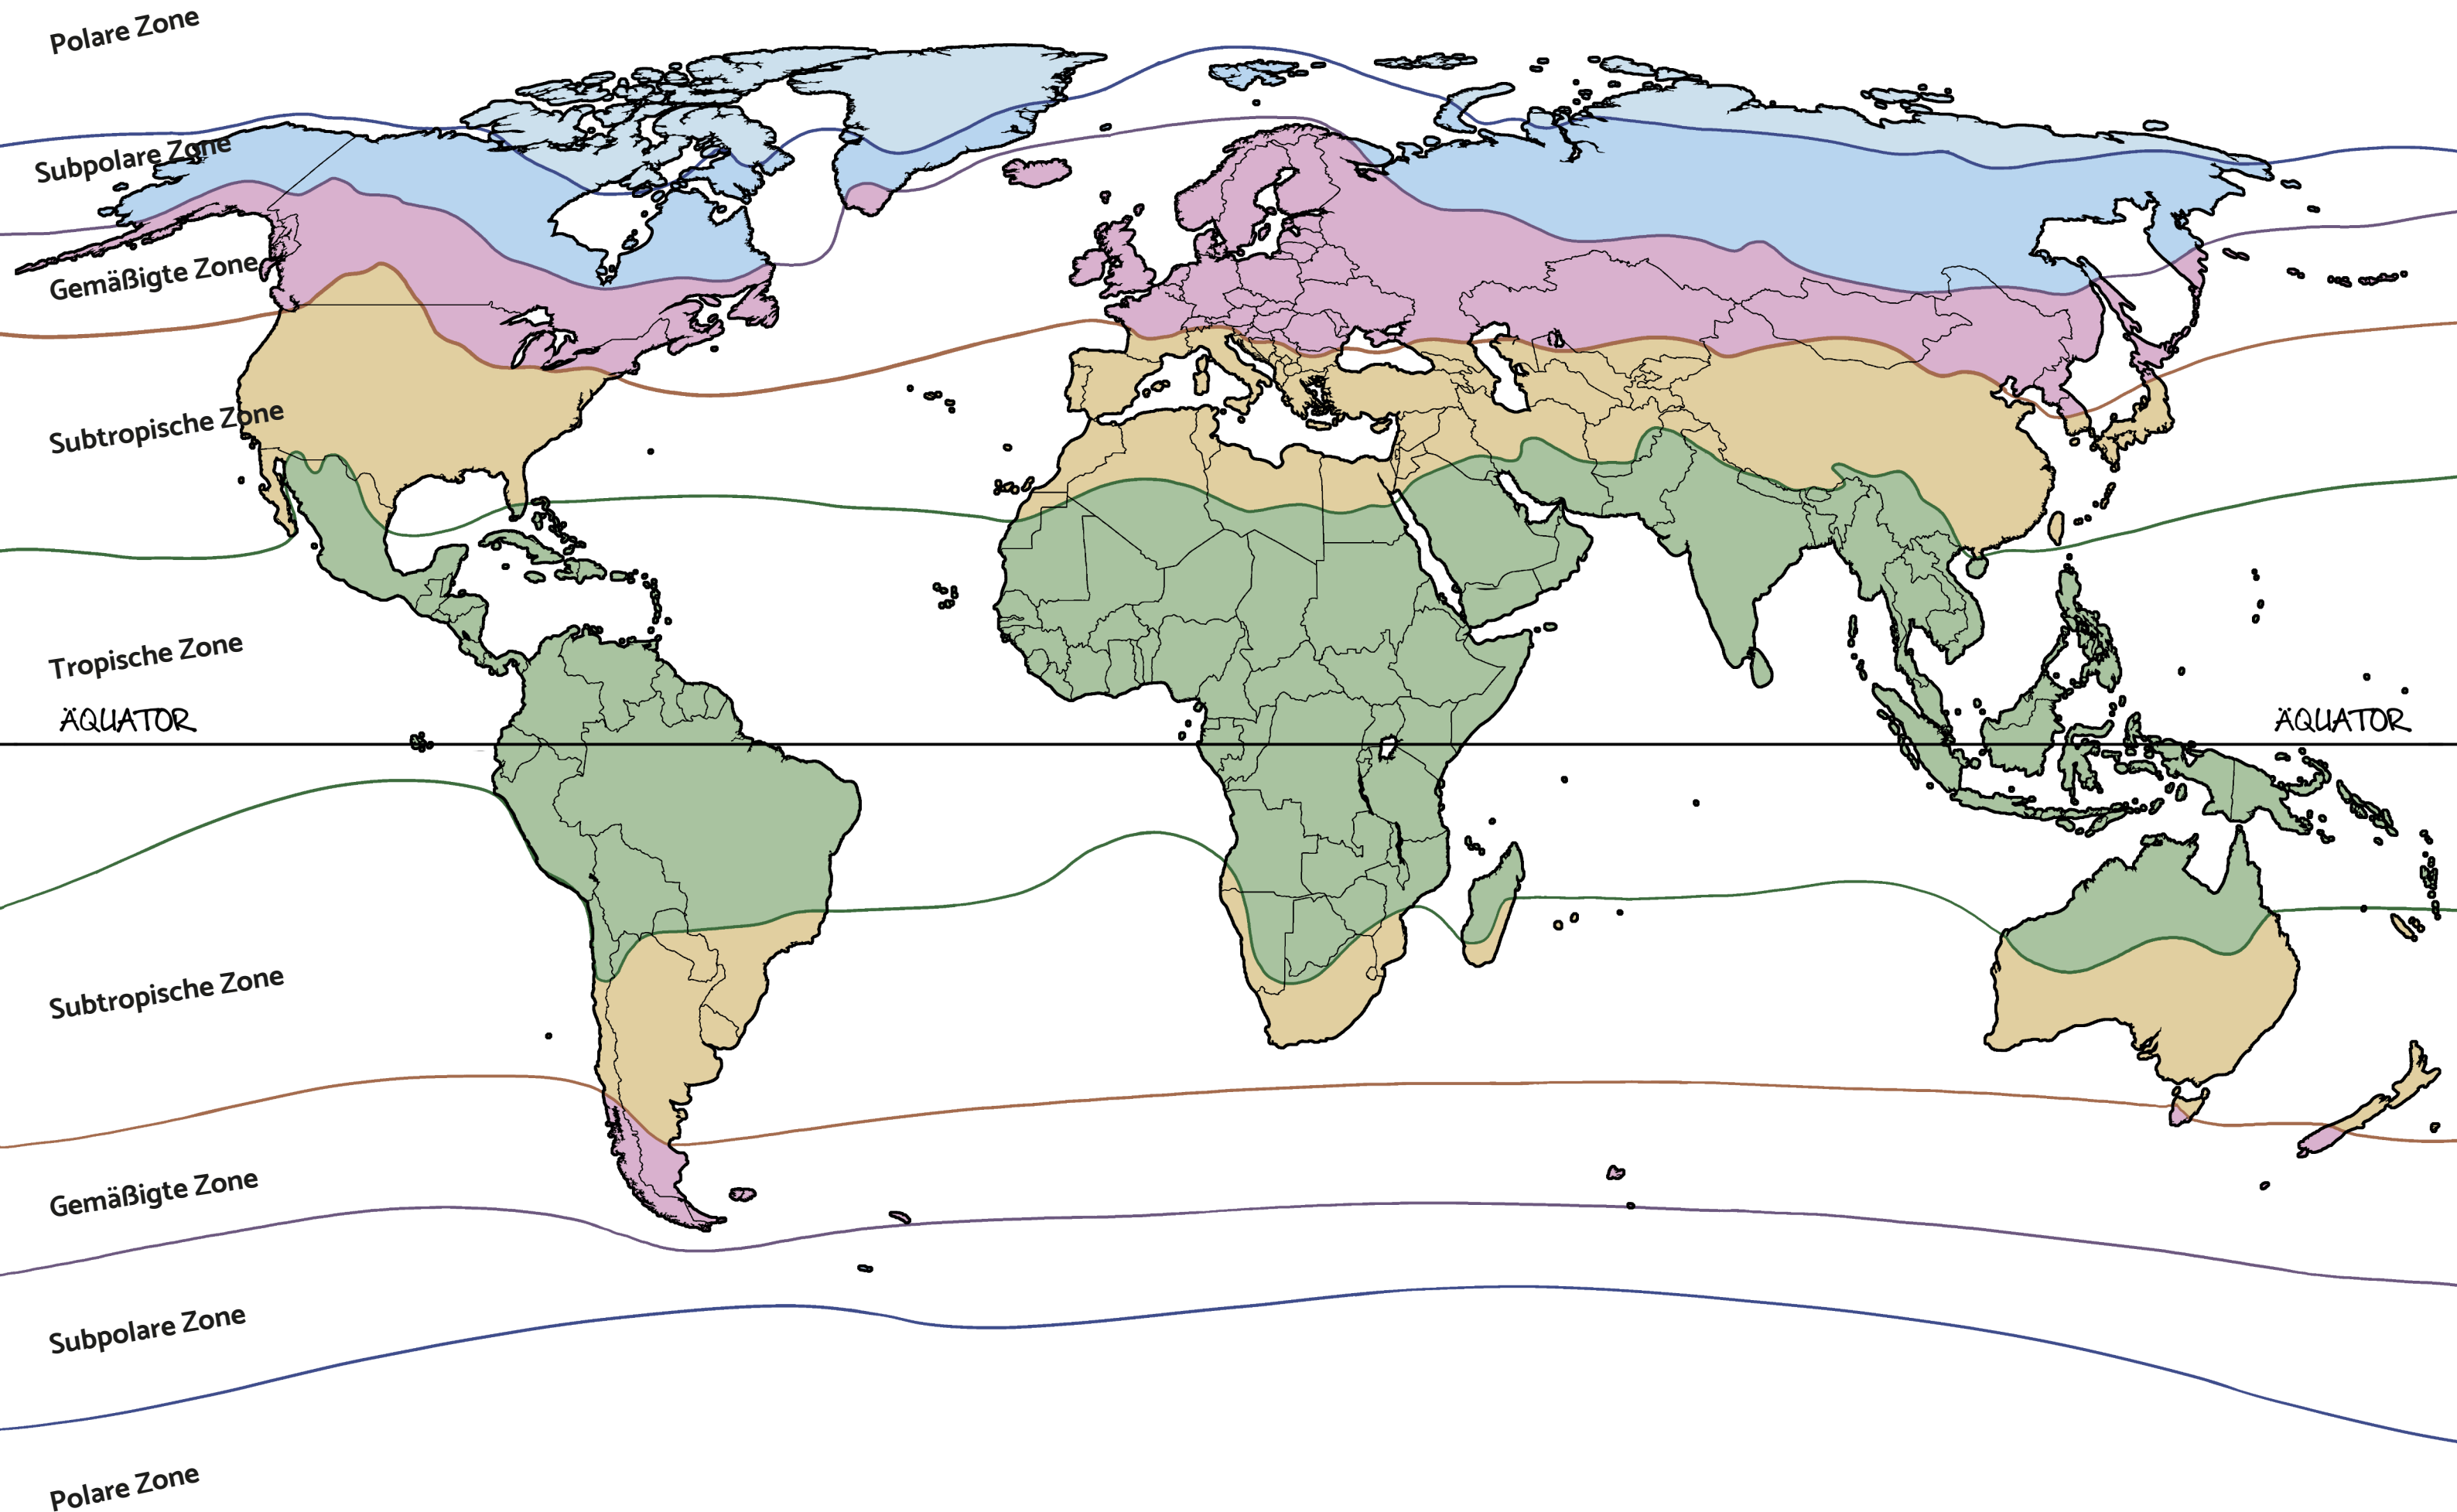 Polare Zone
Subpolare Zone
Gemäßigte Zone
Subtropische Zone
Tropische Zone
ÄQUATOR
ÄQUATOR
Subtropische Zone
Gemäßigte Zone
Subpolare Zone
Polare Zone